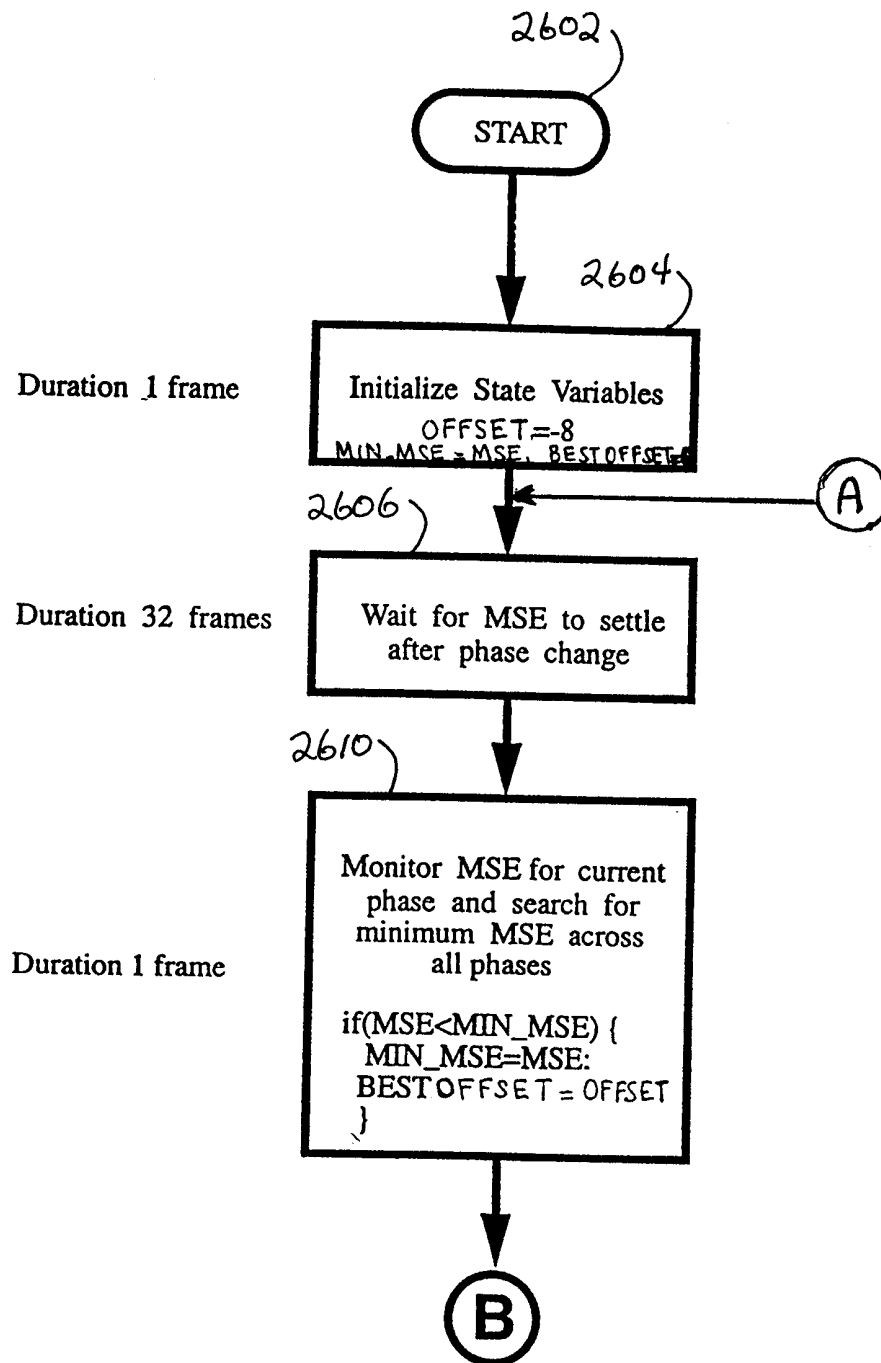 2602
START
2604
Duration 1 frame
Initialize State Variables
OFFSET=-8
MIN_MSE = MSE, BESTOFFSET=
A
2606
Duration 32 frames
Wait for MSE to settle
after phase change
2610
Monitor MSE for current
phase and search for
minimum MSE across
all phases
Duration 1 frame
if(MSE<MIN_MSE) {
MIN_MSE=MSE:
BESTOFFSET = OFFSET
}
B